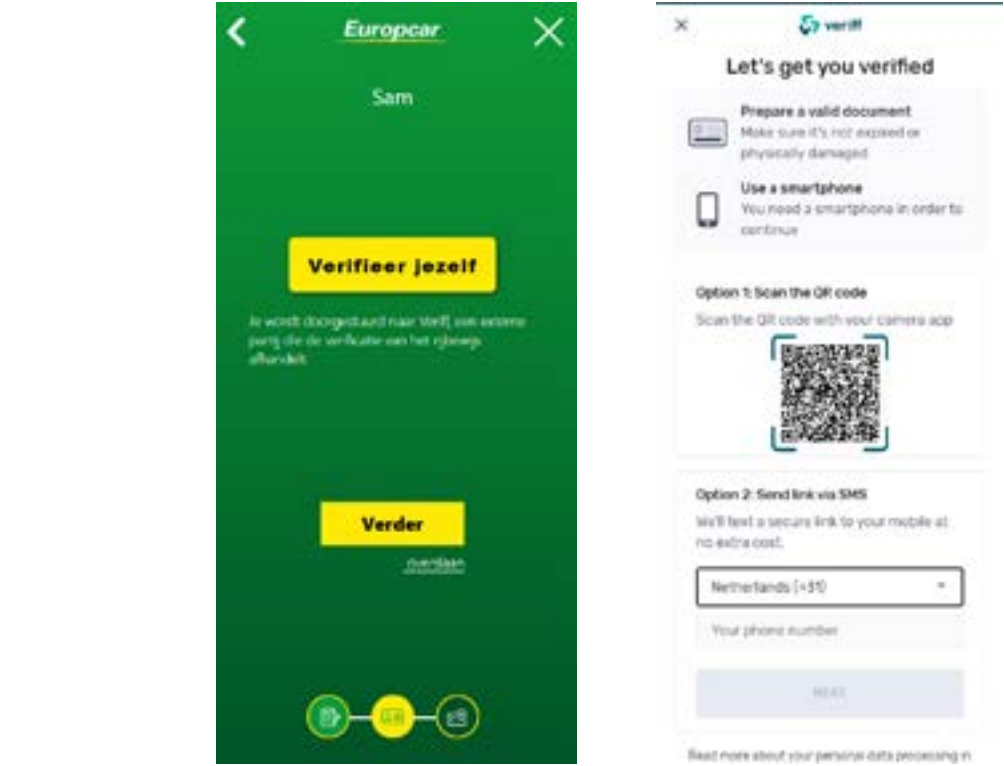 Europcar
Sam
Verifieer jezelf
Je wordt doorgestuurd naar Veriff, een externe
partij die de verificatie van het rijbewijs
afhandelt
Verder
overslaan
veriff
Let's get you verified
Prepare a valid document
Make sure it's not expired or
physically damaged
Use a smartphone
You need a smartphone in order to
continue
Option 1: Scan the QR code
Scan the QR code with your camera app
Option 2: Send link via SMS
We'll text a secure link to your mobile at
no extra cost.
Netherlands (+31)
Your phone number
NEXT
Read more about your personal data processing in